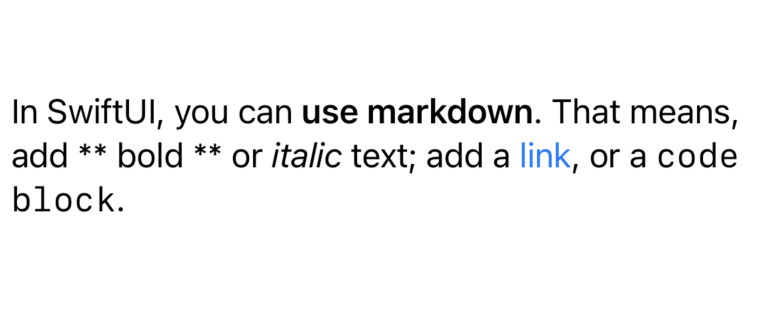 In SwiftUI, you can use markdown. That means,
add ** bold ** or italic text; add a link, or a code
block.